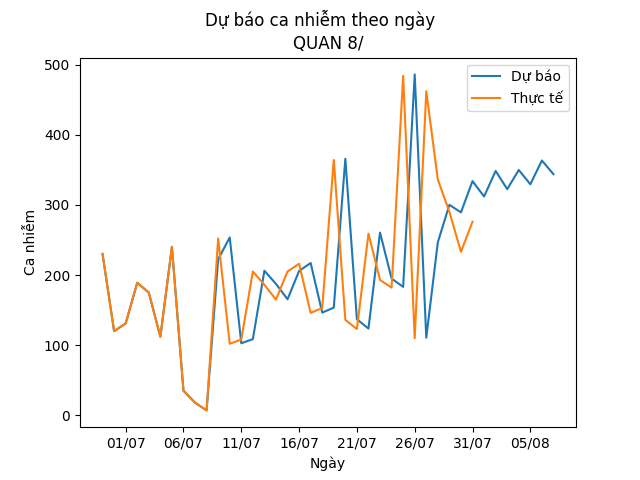 Dự báo ca nhiễm theo ngày
QUAN 8/
Dự báo
Thực tế
Ca nhiễm
500
400
300
200
100
0
01/07 06/07 11/07 16/07 21/07 26/07 31/07 05/08
Ngày